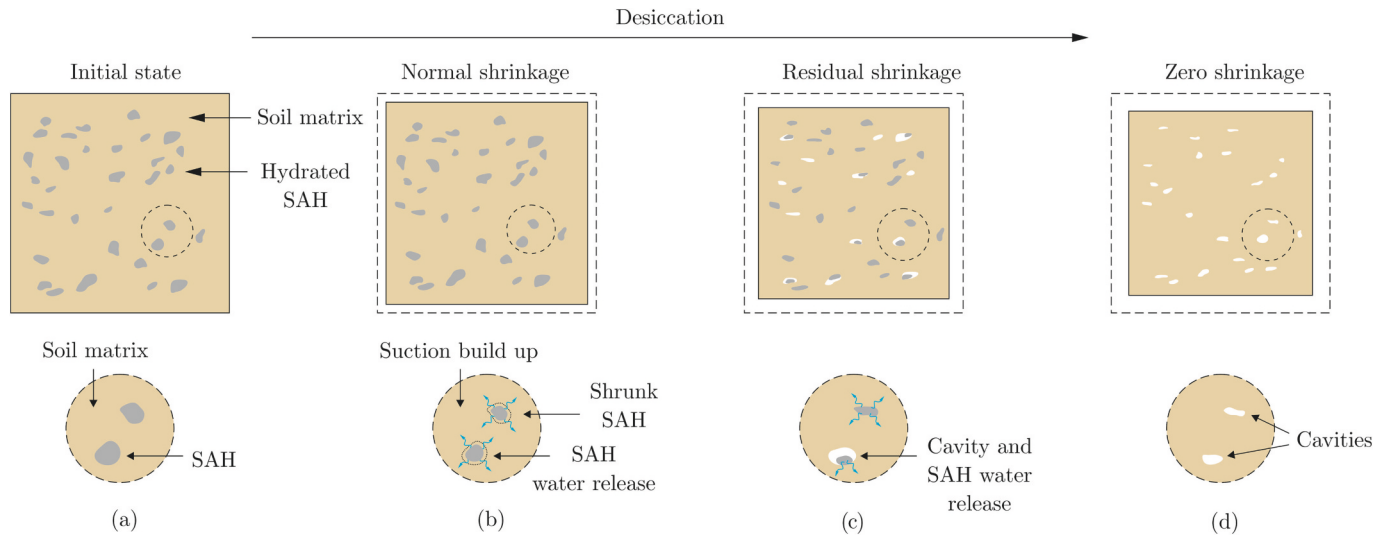 Desiccation
Initial state
Normal shrinkage
Residual shrinkage
Zero shrinkage
Soil matrix
Hydrated
SAH
Soil matrix
SAH
Suction build up
Shrunk
SAH
SAH
water release
Cavity and
SAH water
release
Cavities
(a)
(b)
(c)
(d)